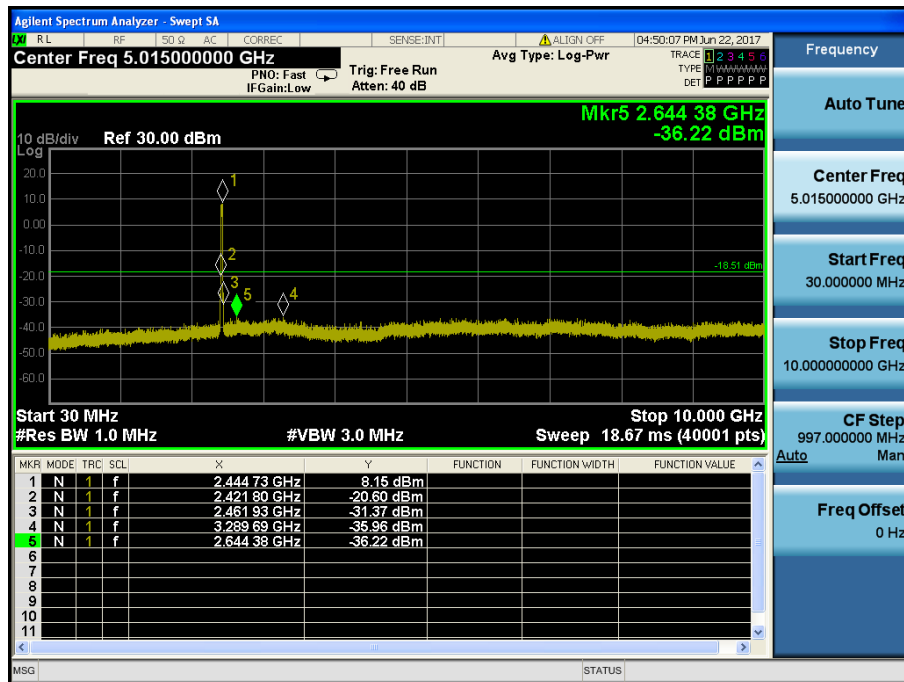 Agilent Spectrum Analyzer - Swept SA
LXI RL RF 50 Ω AC CORREC SENSE:INT ALIGN OFF 04:50:07 PM Jun 22, 2017
Center Freq 5.015000000 GHz Avg Type: Log-Pwr TRACE 1 2 3 4 5 6
PNO: Fast Trig: Free Run TYPE M WWWWW
IFGain:Low Atten: 40 dB DET P P P P P P
Mkr5 2.644 38 GHz
10 dB/div Ref 30.00 dBm -36.22 dBm
Log
20.0
1
10.0
0.00
-10.0
2
-18.51 dBm
-20.0
3
5
4
-30.0
-40.0
-50.0
-60.0
Start 30 MHz Stop 10.000 GHz
#Res BW 1.0 MHz #VBW 3.0 MHz Sweep 18.67 ms (40001 pts)
MKR MODE TRC SCL X Y FUNCTION FUNCTION WIDTH FUNCTION VALUE
1 N 1 f 2.444 73 GHz 8.15 dBm
2 N 1 f 2.421 80 GHz -20.60 dBm
3 N 1 f 2.461 93 GHz -31.37 dBm
4 N 1 f 3.289 69 GHz -35.96 dBm
5 N 1 f 2.644 38 GHz -36.22 dBm
6
7
8
9
10
11
MSG STATUS
Frequency
Auto Tune
Center Freq
5.015000000 GHz
Start Freq
30.000000 MHz
Stop Freq
10.000000000 GHz
CF Step
997.000000 MHz
Auto Man
Freq Offset
0 Hz